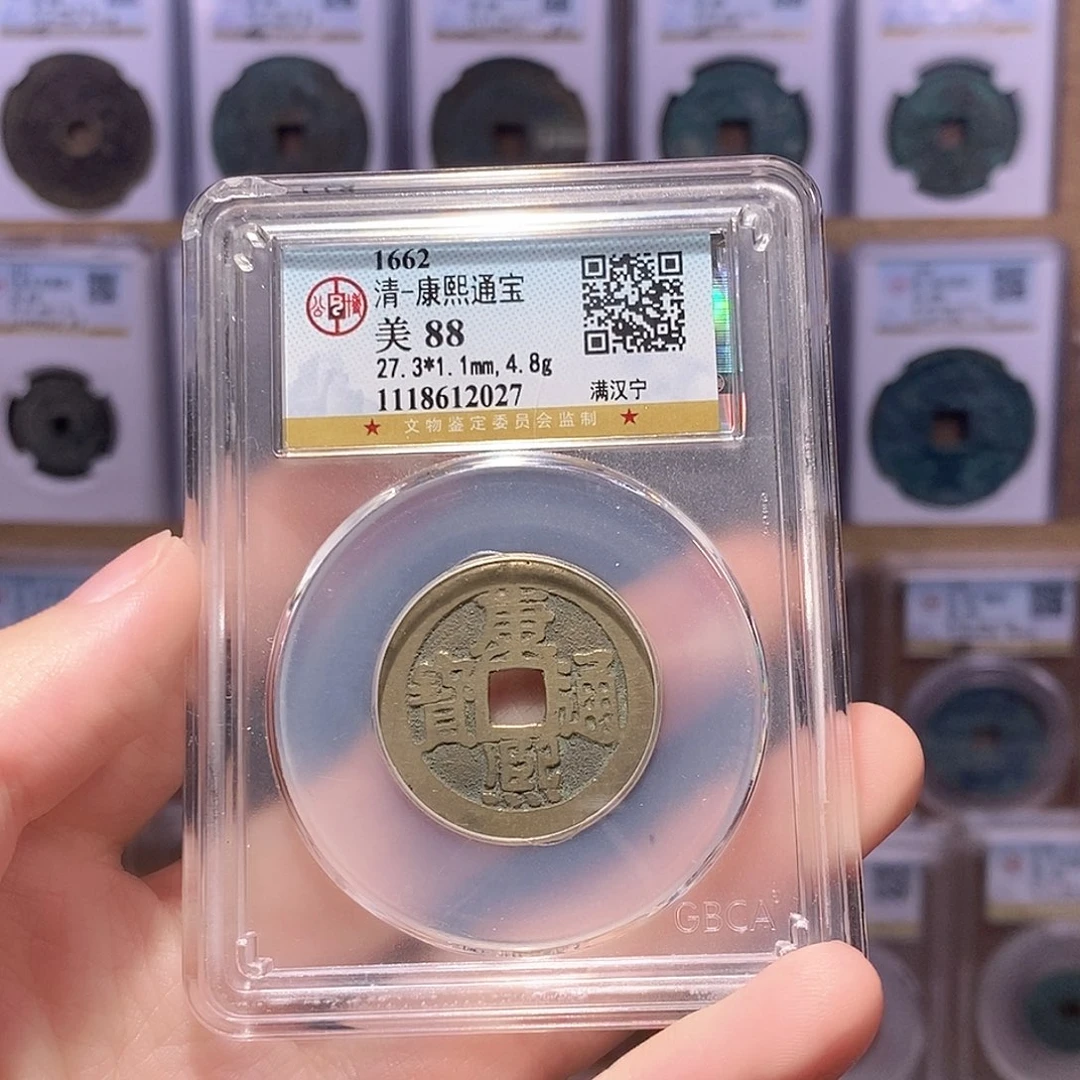 1662
清-康熙通宝
美 88
27.3*1.1mm, 4.8g
1118612027
满汉宁
★ 文物鉴定委员会监制 ★
康
寶 通
熙
GBCA